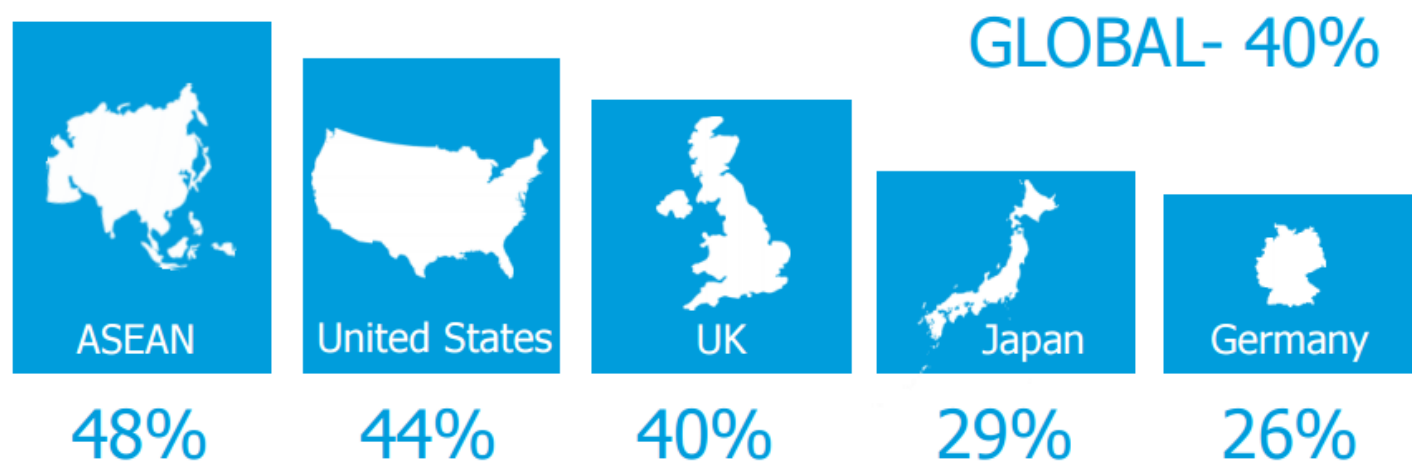 GLOBAL- 40%
ASEAN
United States
UK
Japan
Germany
48%
44%
40%
29%
26%